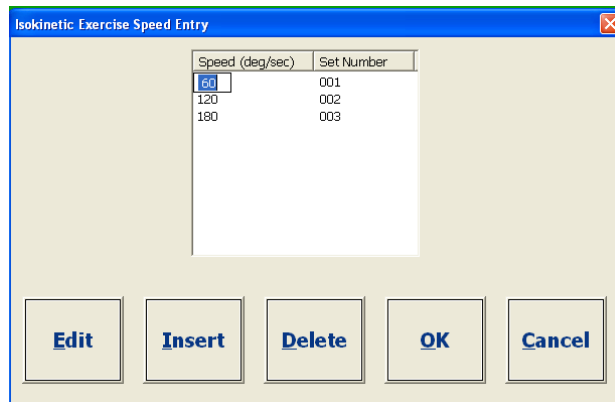 Isokinetic Exercise Speed Entry
Speed (deg/sec) Set Number
60 001
120 002
180 003
Edit Insert Delete OK Cancel